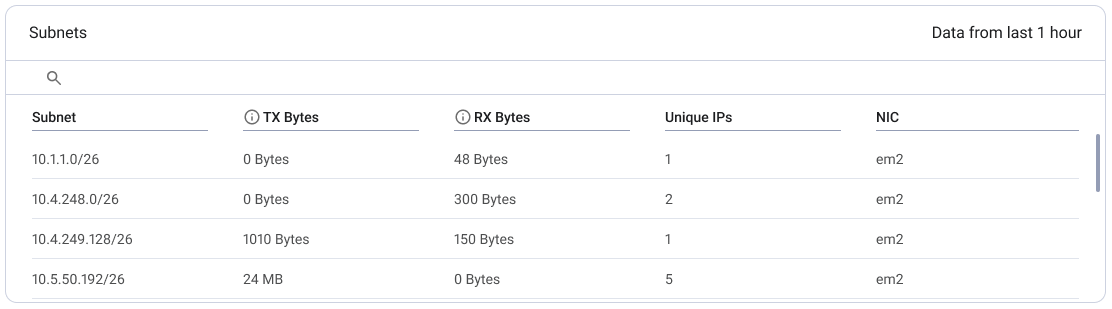 Subnets Data from last 1 hour
Subnet TX Bytes RX Bytes Unique IPs NIC
10.1.1.0/26 0 Bytes 48 Bytes 1 em2
10.4.248.0/26 0 Bytes 300 Bytes 2 em2
10.4.249.128/26 1010 Bytes 150 Bytes 1 em2
10.5.50.192/26 24 MB 0 Bytes 5 em2